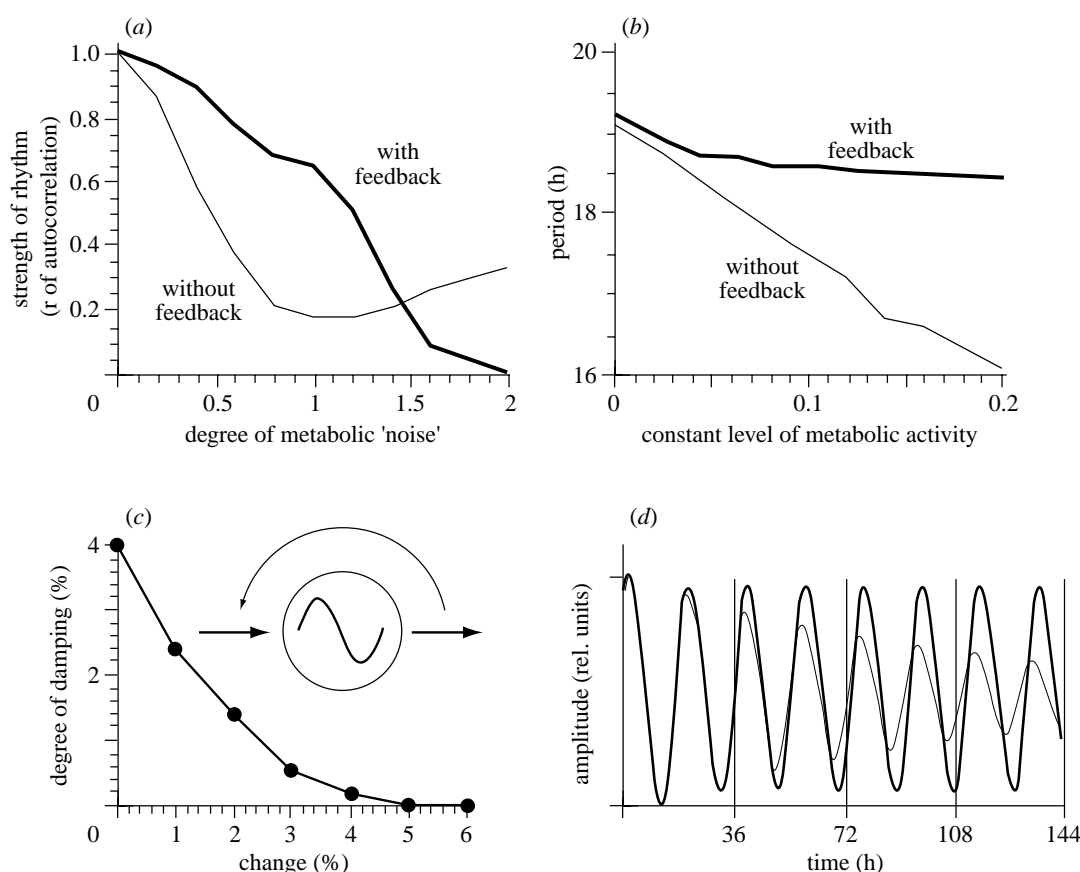 (a)
1.0
0.8
0.6
0.4
0.2
0
0.5
1
1.5
2
strength of rhythm
(r of autocorrelation)
with
feedback
without
feedback
degree of metabolic 'noise'
(b)
20
18
16
0
0.1
0.2
period (h)
with
feedback
without
feedback
constant level of metabolic activity
(c)
4
2
0
1
2
3
4
5
6
degree of damping (%)
change (%)
(d)
amplitude (rel. units)
36
72
108
144
time (h)